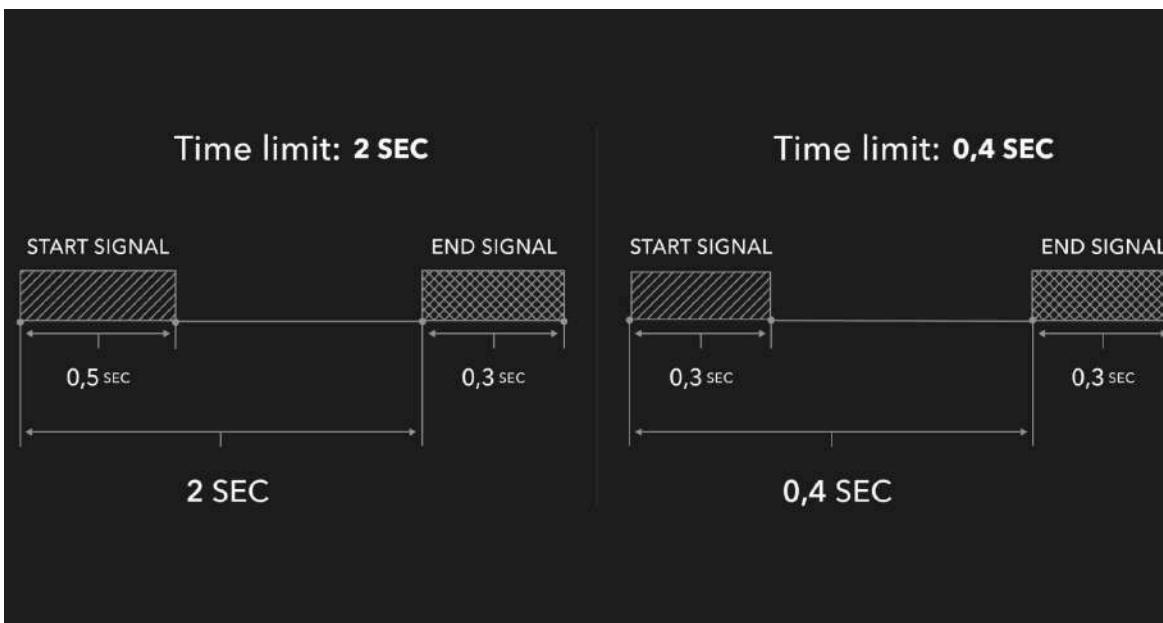 Time limit: 2 SEC
START SIGNAL
END SIGNAL
0,5 SEC
0,3 SEC
2 SEC
Time limit: 0,4 SEC
START SIGNAL
END SIGNAL
0,3 SEC
0,3 SEC
0,4 SEC